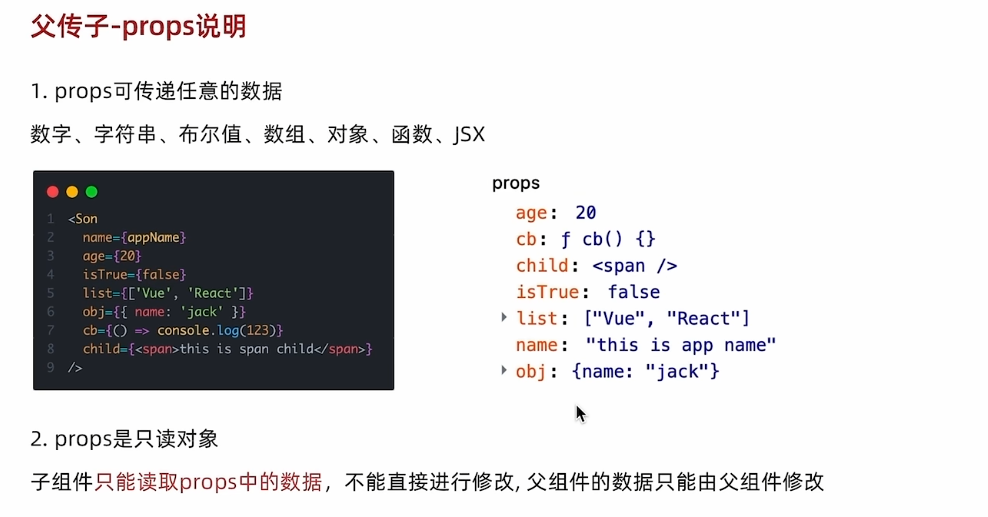 父传子-props说明
1. props可传递任意的数据
数字、字符串、布尔值、数组、对象、函数、JSX
1 <Son
2 name={appName}
3 age={20}
4 isTrue={false}
5 list={['Vue', 'React']}
6 obj={{ name: 'jack' }}
7 cb={() => console.log(123)}
8 child={<span>this is span child</span>}
9 />
props
age: 20
cb: ƒ cb() {}
child: <span />
isTrue: false
list: ["Vue", "React"]
name: "this is app name"
obj: {name: "jack"}
2. props是只读对象
子组件只能读取props中的数据，不能直接进行修改, 父组件的数据只能由父组件修改